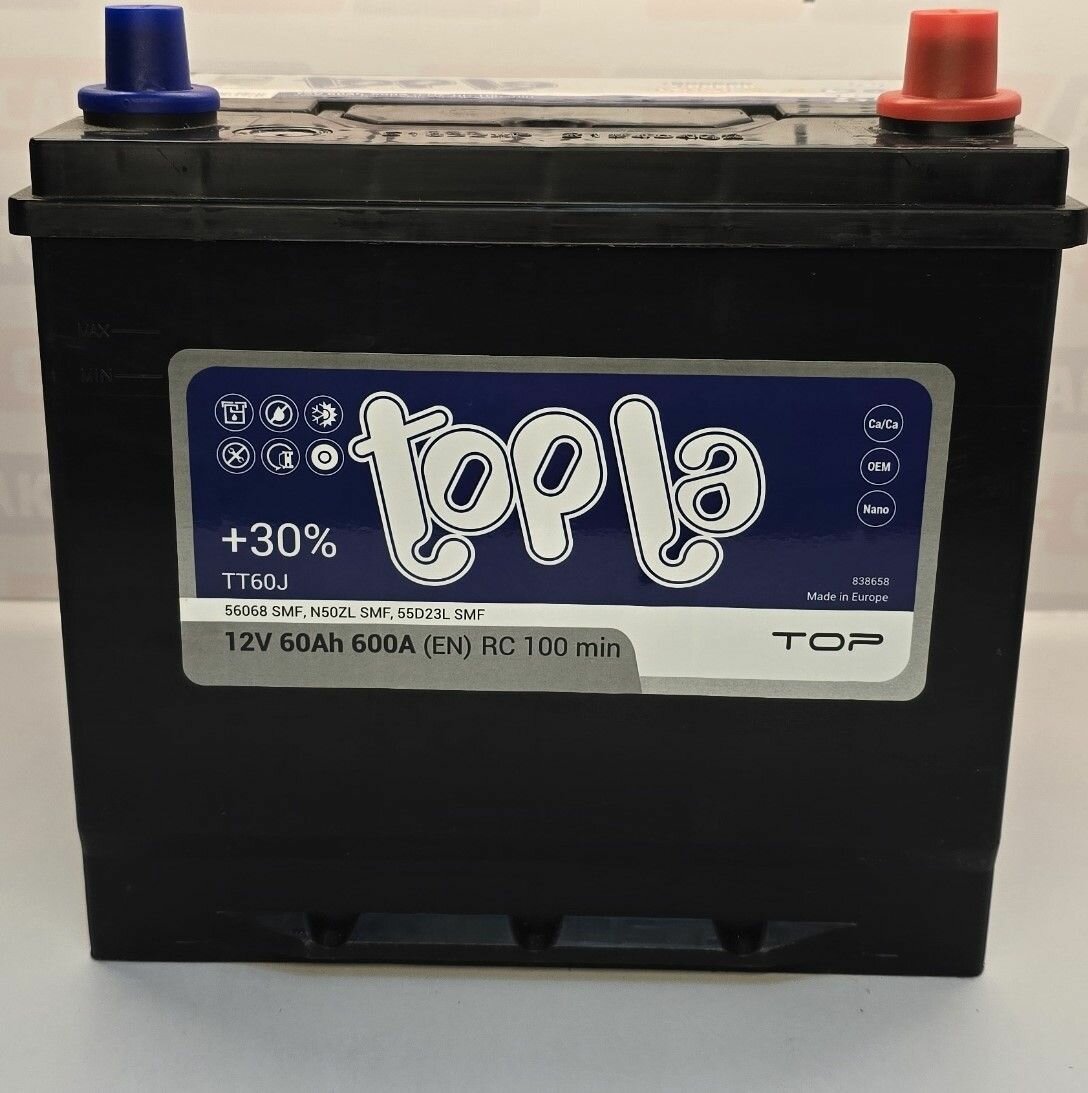 MAX
MIN
topla
Ca/Ca
OEM
Nano
+30%
TT60J
838658
Made in Europe
56068 SMF, N50ZL SMF, 55D23L SMF
12V 60Ah 600A (EN) RC 100 min
TOP